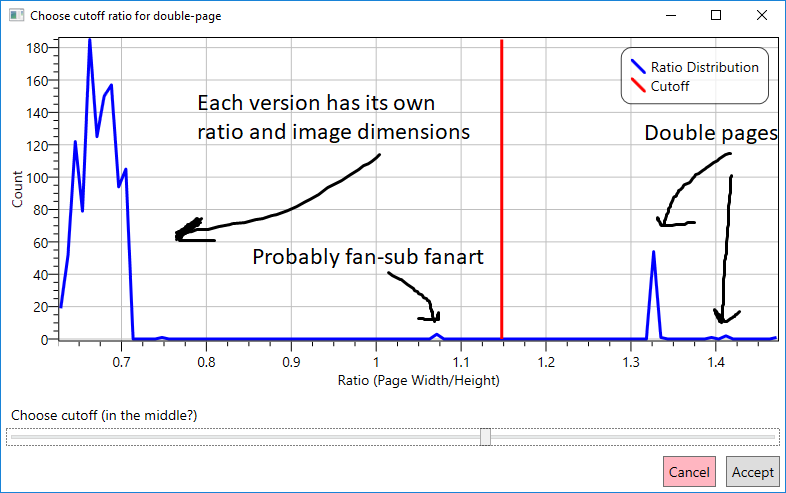 Choose cutoff ratio for double-page
180
160
140
120
100
80
60
40
20
0
Count
Ratio Distribution
Cutoff
Each version has its own
ratio and image dimensions
Double pages
Probably fan-sub fanart
0.7
0.8
0.9
1
1.1
1.2
1.3
1.4
Ratio (Page Width/Height)
Choose cutoff (in the middle?)
Cancel
Accept